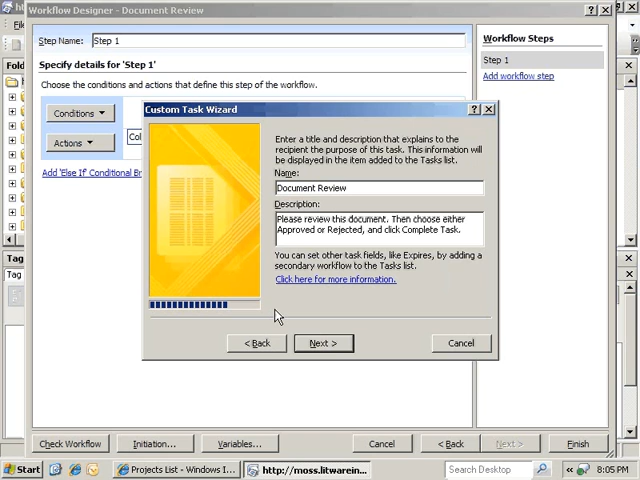 Workflow Designer - Document Review
Step Name:
Step 1
Workflow Steps
Step 1
Add workflow step
Specify details for 'Step 1'
Choose the conditions and actions that define this step of the workflow.
Conditions
Actions
Add 'Else If' Conditional Br
Custom Task Wizard
Enter a title and description that explains to the
recipient the purpose of this task. This information will
be displayed in the item added to the Tasks list.
Name:
Document Review
Description:
Please review this document. Then choose either
Approved or Rejected, and click Complete Task.
You can set other task fields, like Expires, by adding a
secondary workflow to the Tasks list.
Click here for more information.
< Back
Next >
Cancel
Check Workflow
Initiation...
Variables...
Cancel
< Back
Next >
Finish
Start
Projects List - Windows I...
http://moss.litwarein...
Search Desktop
8:05 PM